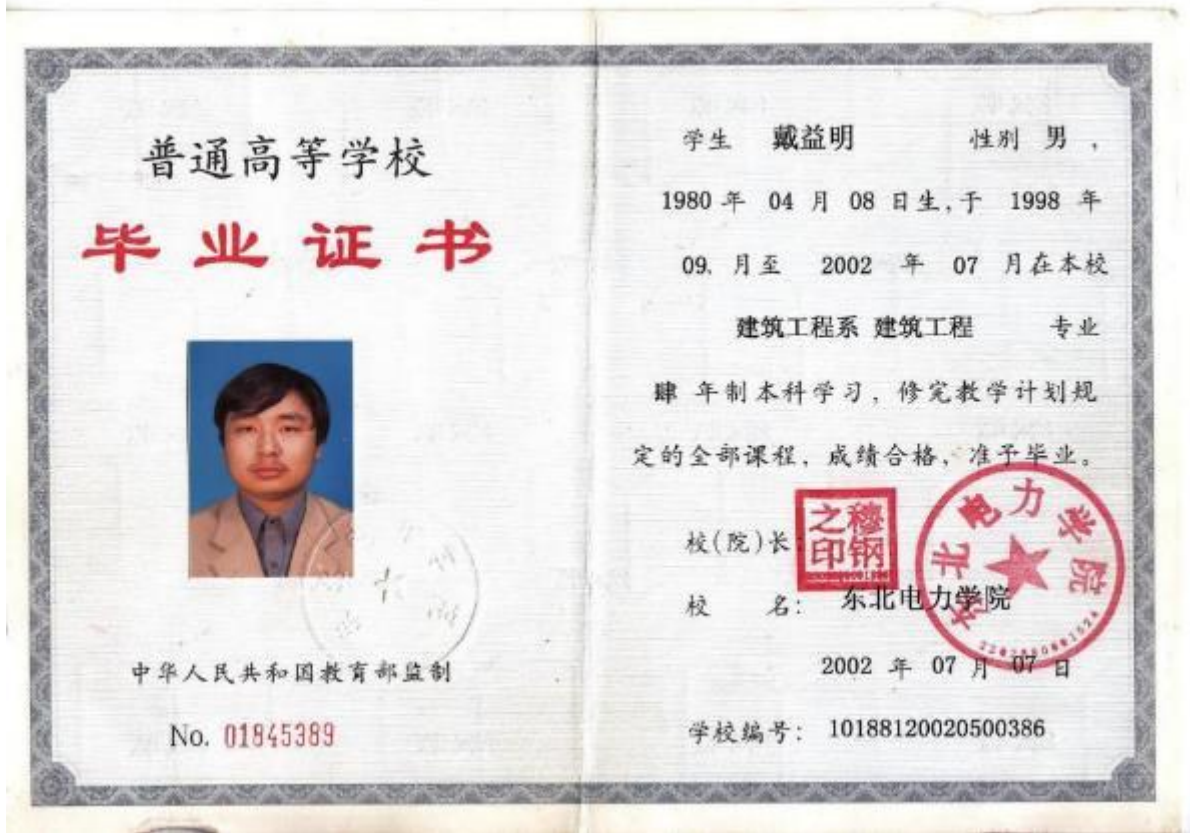 普通高等学校
毕业证书
中华人民共和国教育部监制
No. 01845389
学生 戴益明 性别 男,
1980 年 04 月 08 日生,于 1998 年
09. 月至 2002 年 07 月在本校
建筑工程系 建筑工程 专业
肆 年制本科学习, 修完教学计划规
定的全部课程, 成绩合格, 准予毕业。
校(院)长:
穆钢之印
校 名: 东北电力学院
东北电力学院
2002 年 07 月 07 日
学校编号: 10188120020500386